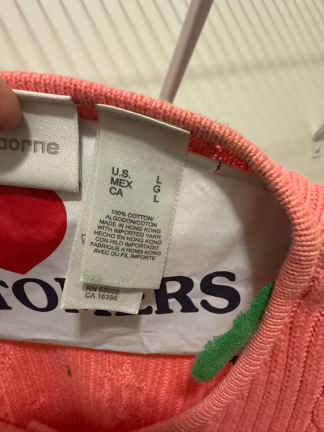 borne
U.S. L
MEX G
CA L
100% COTTON/
ALGODON/COTON
MADE IN HONG KONG
WITH IMPORTED YARN
HECHO EN HONG KONG
CON HILO IMPORTADO
FABRIQUE A HONG KONG
AVEC DU FIL IMPORTE
CA 16396
TOMERS